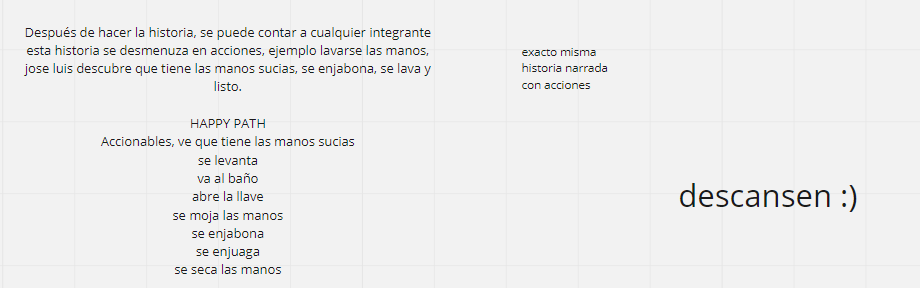 Después de hacer la historia, se puede contar a cualquier integrante
esta historia se desmenuza en acciones, ejemplo lavarse las manos,
jose luis descubre que tiene las manos sucias, se enjabona, se lava y
listo.
HAPPY PATH
Accionables, ve que tiene las manos sucias
se levanta
va al baño
abre la llave
se moja las manos
se enjabona
se enjuaga
se seca las manos
exacto misma
historia narrada
con acciones
descansen :)